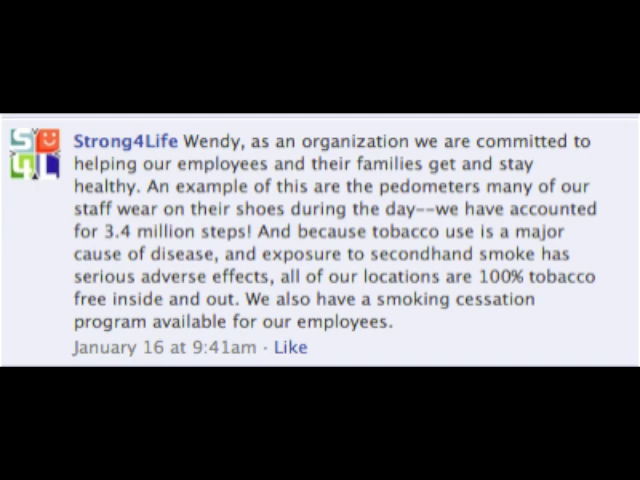 Strong4Life Wendy, as an organization we are committed to
helping our employees and their families get and stay
healthy. An example of this are the pedometers many of our
staff wear on their shoes during the day--we have accounted
for 3.4 million steps! And because tobacco use is a major
cause of disease, and exposure to secondhand smoke has
serious adverse effects, all of our locations are 100% tobacco
free inside and out. We also have a smoking cessation
program available for our employees.
January 16 at 9:41am · Like